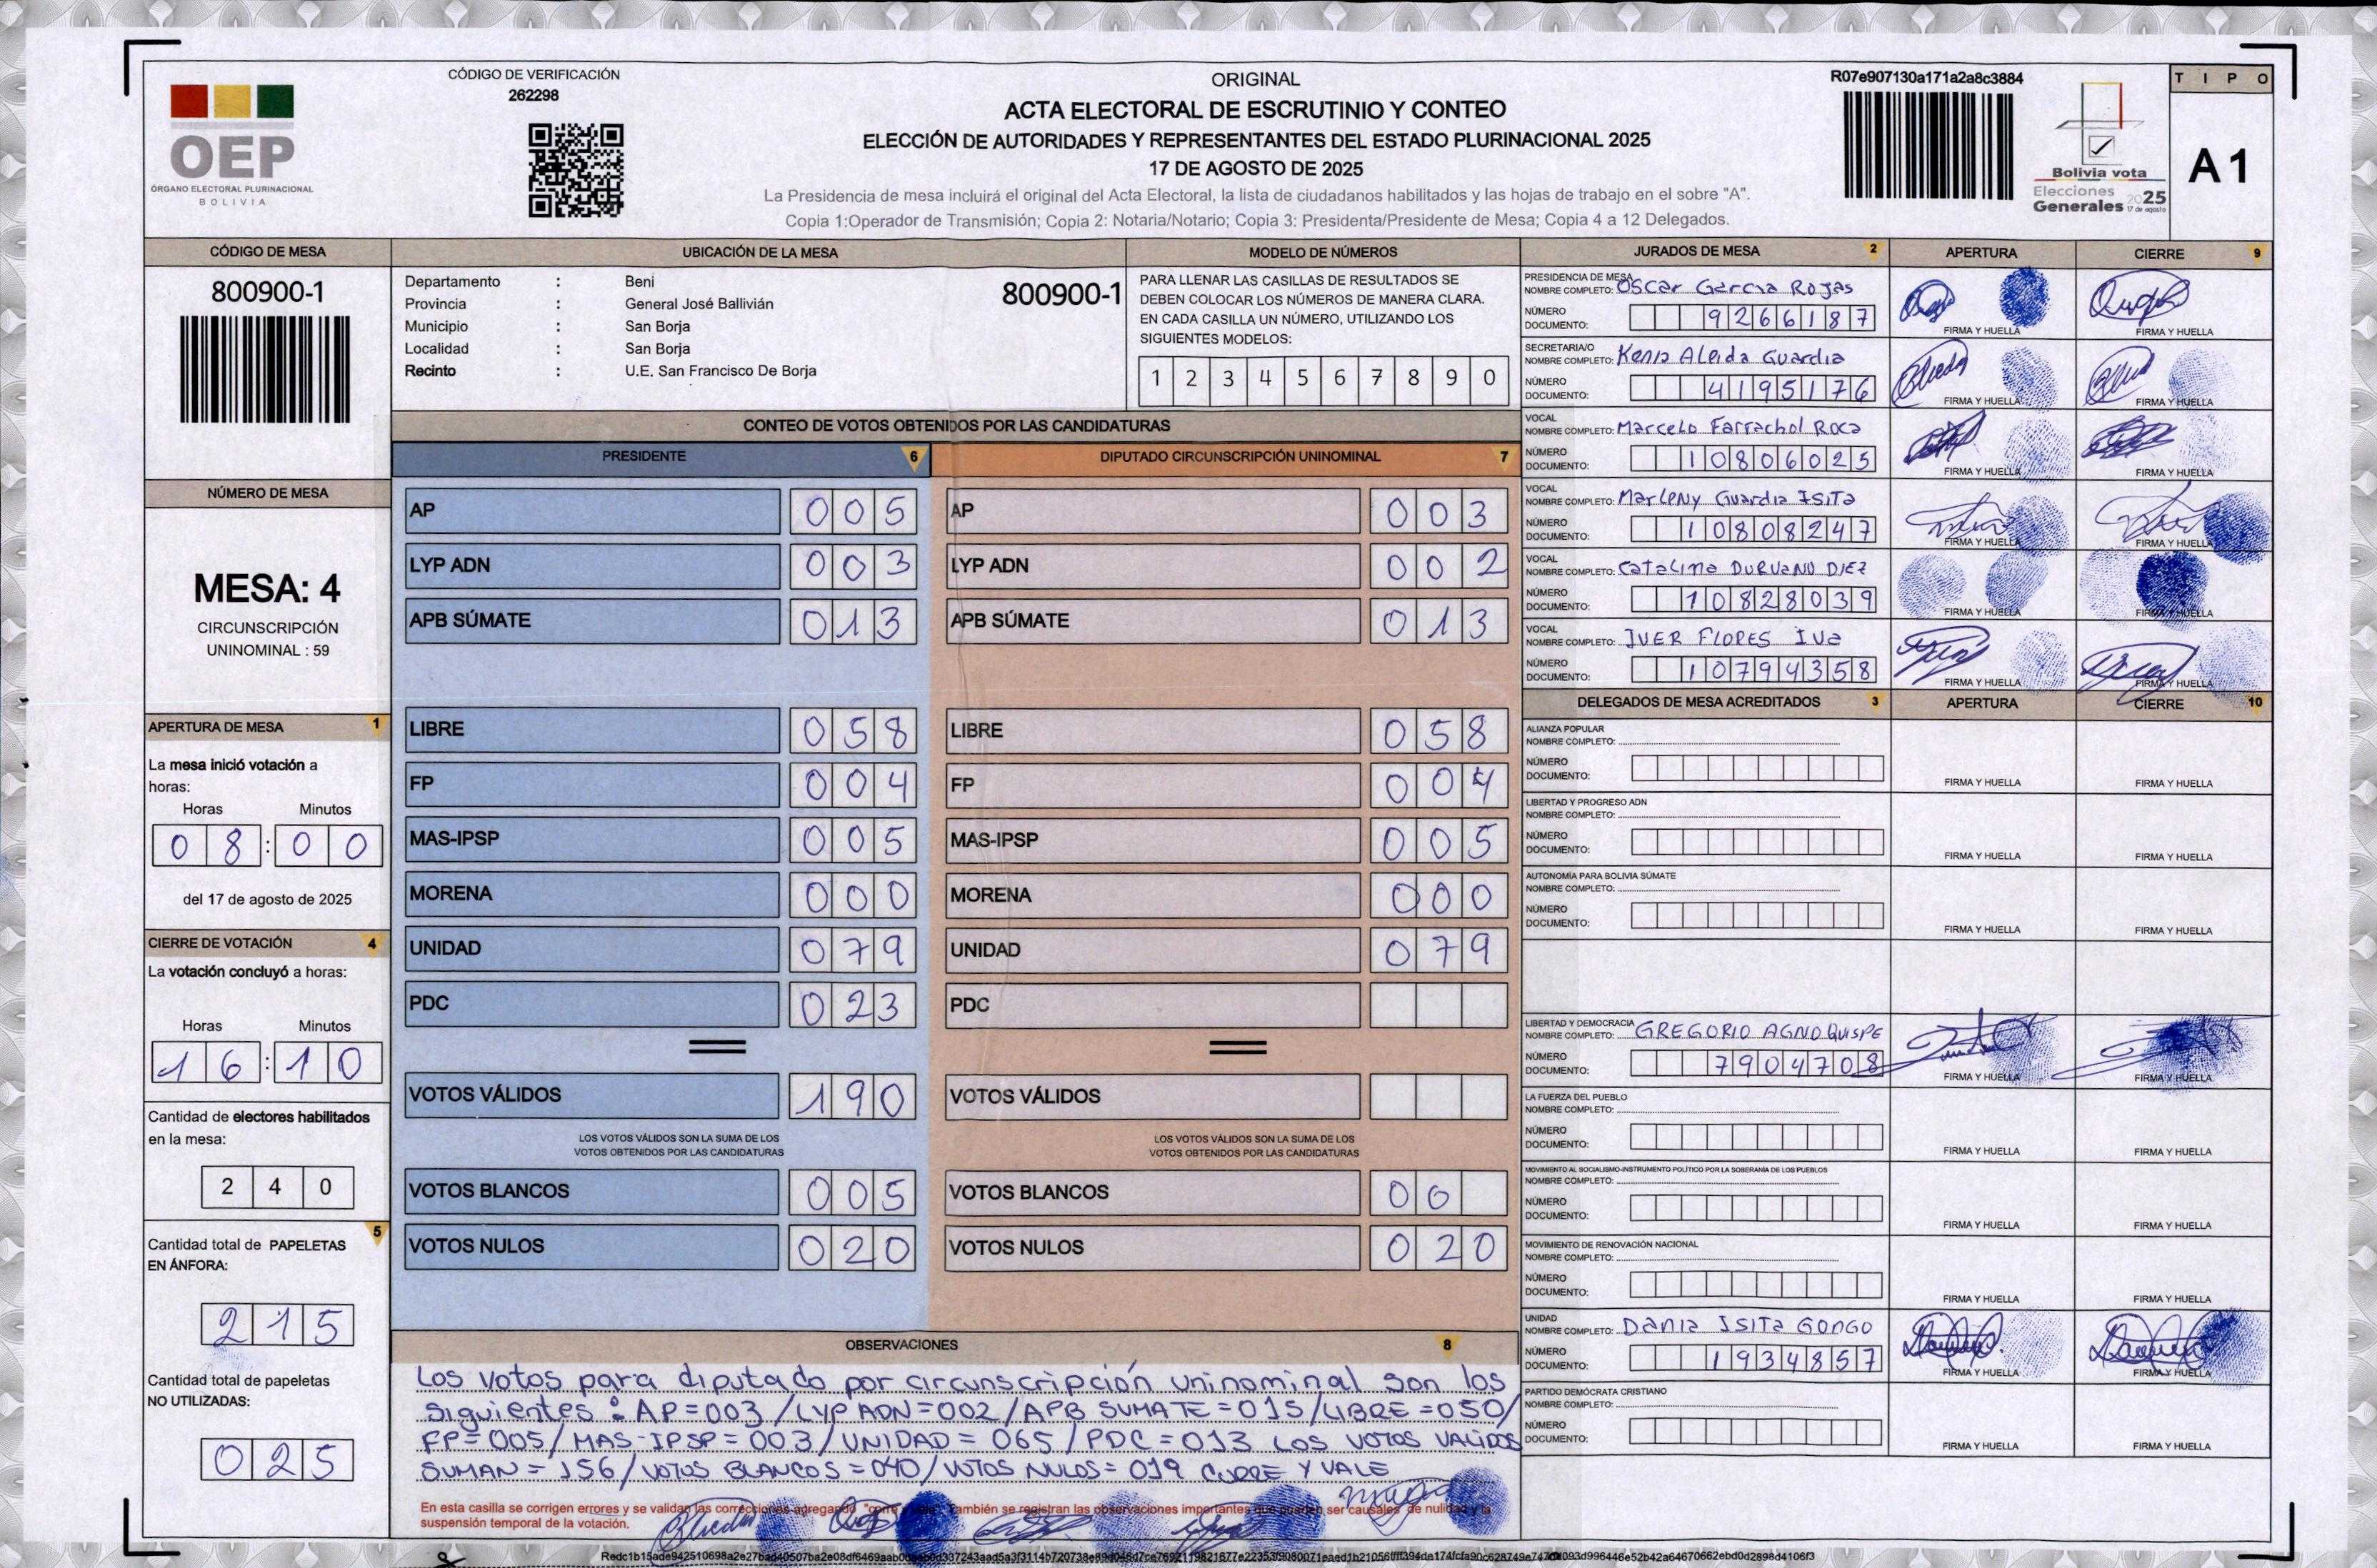 CÓDIGO DE VERIFICACIÓN
262298
OEP
ÓRGANO ELECTORAL PLURINACIONAL
BOLIVIA
ORIGINAL
ACTA ELECTORAL DE ESCRUTINIO Y CONTEO
ELECCIÓN DE AUTORIDADES Y REPRESENTANTES DEL ESTADO PLURINACIONAL 2025
17 DE AGOSTO DE 2025
La Presidencia de mesa incluirá el original del Acta Electoral, la lista de ciudadanos habilitados y las hojas de trabajo en el sobre "A".
Copia 1:Operador de Transmisión; Copia 2: Notaria/Notario; Copia 3: Presidenta/Presidente de Mesa; Copia 4 a 12 Delegados.
R07e907130a171a2a8c3884
Bolivia vota
Elecciones
Generales 2025
17 de agosto
TIPO
A1
CÓDIGO DE MESA
800900-1
NÚMERO DE MESA
MESA: 4
CIRCUNSCRIPCIÓN
UNINOMINAL : 59
APERTURA DE MESA 1
La mesa inició votación a
horas:
Horas Minutos
08:00
del 17 de agosto de 2025
CIERRE DE VOTACIÓN 4
La votación concluyó a horas:
Horas Minutos
16:10
Cantidad de electores habilitados
en la mesa:
240
5
Cantidad total de PAPELETAS
EN ÁNFORA:
215
Cantidad total de papeletas
NO UTILIZADAS:
025
UBICACIÓN DE LA MESA
Departamento : Beni
Provincia : General José Ballivián
Municipio : San Borja
Localidad : San Borja
Recinto : U.E. San Francisco De Borja
800900-1
MODELO DE NÚMEROS
PARA LLENAR LAS CASILLAS DE RESULTADOS SE
DEBEN COLOCAR LOS NÚMEROS DE MANERA CLARA.
EN CADA CASILLA UN NÚMERO, UTILIZANDO LOS
SIGUIENTES MODELOS:
1 2 3 4 5 6 7 8 9 0
CONTEO DE VOTOS OBTENIDOS POR LAS CANDIDATURAS
PRESIDENTE 6
AP 005
LYP ADN 003
APB SÚMATE 013
LIBRE 058
FP 004
MAS-IPSP 005
MORENA 000
UNIDAD 079
PDC 023
VOTOS VÁLIDOS 190
LOS VOTOS VÁLIDOS SON LA SUMA DE LOS
VOTOS OBTENIDOS POR LAS CANDIDATURAS
VOTOS BLANCOS 005
VOTOS NULOS 020
DIPUTADO CIRCUNSCRIPCIÓN UNINOMINAL 7
AP 003
LYP ADN 002
APB SÚMATE 013
LIBRE 058
FP 004
MAS-IPSP 005
MORENA 000
UNIDAD 079
PDC
VOTOS VÁLIDOS
LOS VOTOS VÁLIDOS SON LA SUMA DE LOS
VOTOS OBTENIDOS POR LAS CANDIDATURAS
VOTOS BLANCOS 00
VOTOS NULOS 020
OBSERVACIONES 8
Los votos para diputado por circunscripción uninominal son los
siguientes : AP=003 / LYP ADN=002 / APB SUMATE = 015 / LIBRE =050/
FP=005 / MAS-IPSP = 003 / UNIDAD = 065 / PDC = 013 LOS VOTOS VALIDOS
SUMAN = 156 / VOTOS BLANCOS = 040 / VOTOS NULOS = 019 CORRE Y VALE
En esta casilla se corrigen errores y se validan las correcciones agregando "corre y vale". También se registran las observaciones importantes que pueden ser causales de nulidad y la
suspensión temporal de la votación.
JURADOS DE MESA 2 APERTURA CIERRE 9
PRESIDENCIA DE MESA
NOMBRE COMPLETO: Oscar Garcia Rojas
NÚMERO
DOCUMENTO: 9266187
FIRMA Y HUELLA FIRMA Y HUELLA
SECRETARIA/O
NOMBRE COMPLETO: Kenia Aleida Guardia
NÚMERO
DOCUMENTO: 4195176
FIRMA Y HUELLA FIRMA Y HUELLA
VOCAL
NOMBRE COMPLETO: Marcelo Farrachol Roca
NÚMERO
DOCUMENTO: 10806025
FIRMA Y HUELLA FIRMA Y HUELLA
VOCAL
NOMBRE COMPLETO: Marleny Guardia Isita
NÚMERO
DOCUMENTO: 10808247
FIRMA Y HUELLA FIRMA Y HUELLA
VOCAL
NOMBRE COMPLETO: Catalina DURVANO DIEZ
NÚMERO
DOCUMENTO: 10828039
FIRMA Y HUELLA FIRMA Y HUELLA
VOCAL
NOMBRE COMPLETO: IVER FLORES IVa
NÚMERO
DOCUMENTO: 10794358
FIRMA Y HUELLA FIRMA Y HUELLA
DELEGADOS DE MESA ACREDITADOS 3 APERTURA CIERRE 10
ALIANZA POPULAR
NOMBRE COMPLETO:
NÚMERO
DOCUMENTO:
FIRMA Y HUELLA FIRMA Y HUELLA
LIBERTAD Y PROGRESO ADN
NOMBRE COMPLETO:
NÚMERO
DOCUMENTO:
FIRMA Y HUELLA FIRMA Y HUELLA
AUTONOMÍA PARA BOLIVIA SÚMATE
NOMBRE COMPLETO:
NÚMERO
DOCUMENTO:
FIRMA Y HUELLA FIRMA Y HUELLA
LIBERTAD Y DEMOCRACIA
NOMBRE COMPLETO: GREGORIO AGNO QUISPE
NÚMERO
DOCUMENTO: 7904708
FIRMA Y HUELLA FIRMA Y HUELLA
LA FUERZA DEL PUEBLO
NOMBRE COMPLETO:
NÚMERO
DOCUMENTO:
FIRMA Y HUELLA FIRMA Y HUELLA
MOVIMIENTO AL SOCIALISMO-INSTRUMENTO POLÍTICO POR LA SOBERANÍA DE LOS PUEBLOS
NOMBRE COMPLETO:
NÚMERO
DOCUMENTO:
FIRMA Y HUELLA FIRMA Y HUELLA
MOVIMIENTO DE RENOVACIÓN NACIONAL
NOMBRE COMPLETO:
NÚMERO
DOCUMENTO:
FIRMA Y HUELLA FIRMA Y HUELLA
UNIDAD
NOMBRE COMPLETO: Dania Isita Gongo
NÚMERO
DOCUMENTO: 1934857
FIRMA Y HUELLA FIRMA Y HUELLA
PARTIDO DEMÓCRATA CRISTIANO
NOMBRE COMPLETO:
NÚMERO
DOCUMENTO:
FIRMA Y HUELLA FIRMA Y HUELLA